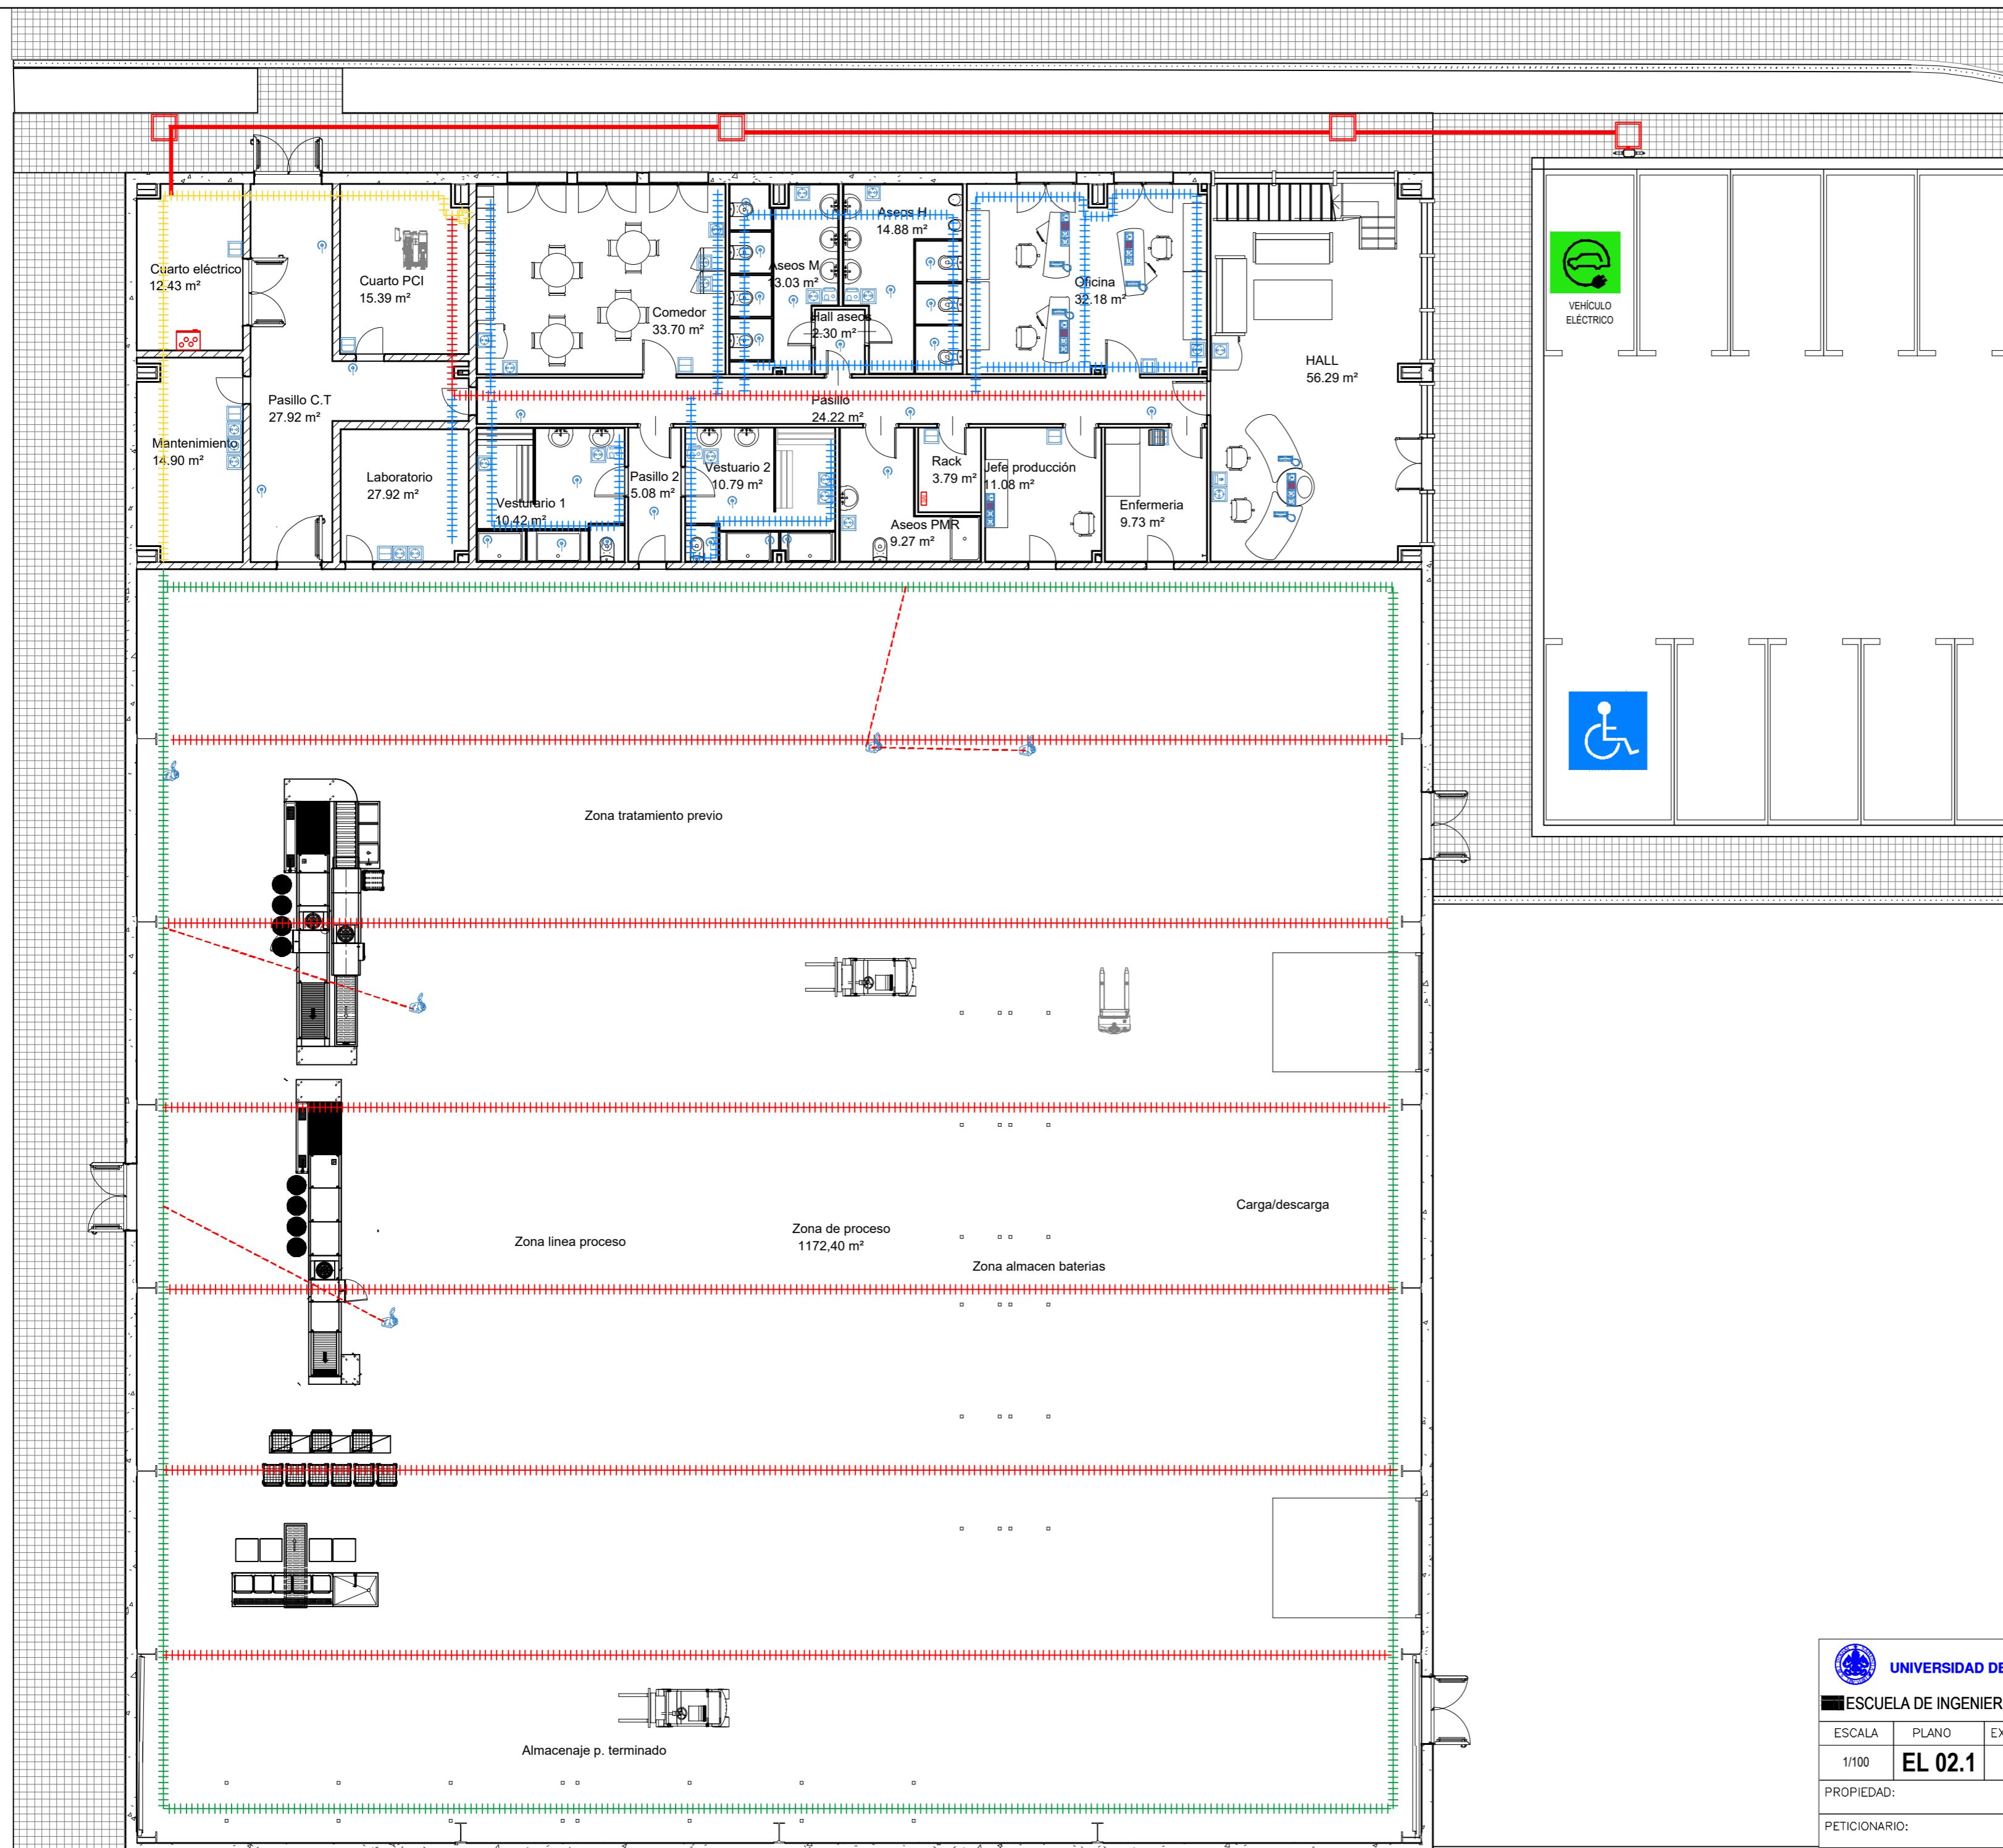 Cuarto eléctrico
12.43 m²
Cuarto PCI
15.39 m²
Comedor
33.70 m²
Aseos M
13.03 m²
Aseos H
14.88 m²
Hall aseos
2.30 m²
Oficina
32.18 m²
HALL
56.29 m²
VEHÍCULO
ELÉCTRICO
Pasillo C.T
27.92 m²
Pasillo
24.22 m²
Mantenimiento
14.90 m²
Laboratorio
27.92 m²
Vesturario 1
10.42 m²
Pasillo 2
5.08 m²
Vestuario 2
10.79 m²
Aseos PMR
9.27 m²
Rack
3.79 m²
Jefe producción
11.08 m²
Enfermeria
9.73 m²
Zona tratamiento previo
Zona linea proceso
Zona de proceso
1172,40 m²
Carga/descarga
Zona almacen baterias
Almacenaje p. terminado
UNIVERSIDAD DE
ESCUELA DE INGENIER
ESCALA PLANO EX
1/100 EL 02.1
PROPIEDAD:
PETICIONARIO: